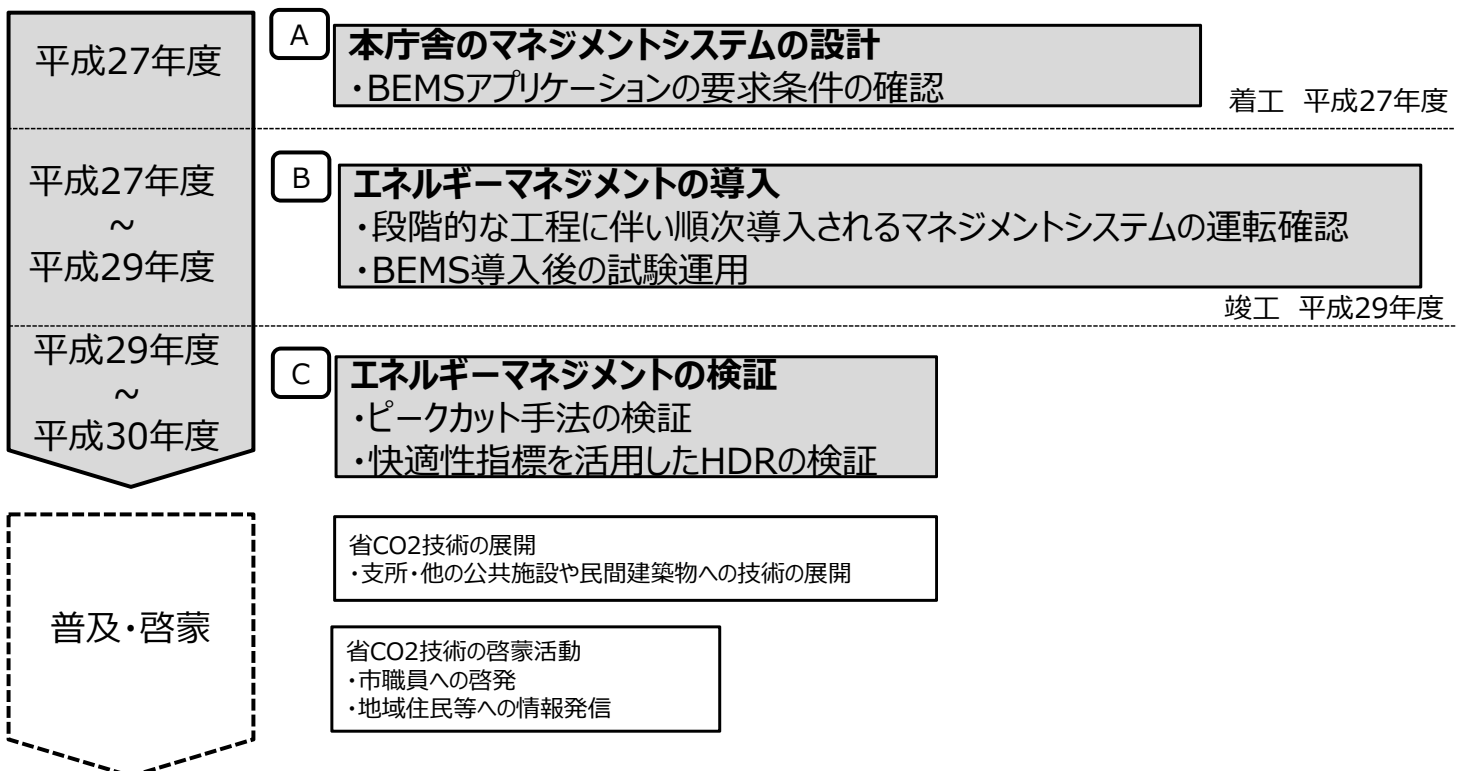 平成27年度
A
本庁舎のマネジメントシステムの設計
・BEMSアプリケーションの要求条件の確認
着工 平成27年度
平成27年度
~
平成29年度
B
エネルギーマネジメントの導入
・段階的な工程に伴い順次導入されるマネジメントシステムの運転確認
・BEMS導入後の試験運用
竣工 平成29年度
平成29年度
~
平成30年度
C
エネルギーマネジメントの検証
・ピークカット手法の検証
・快適性指標を活用したHDRの検証
普及・啓蒙
省CO2技術の展開
・支所・他の公共施設や民間建築物への技術の展開
省CO2技術の啓蒙活動
・市職員への啓発
・地域住民等への情報発信